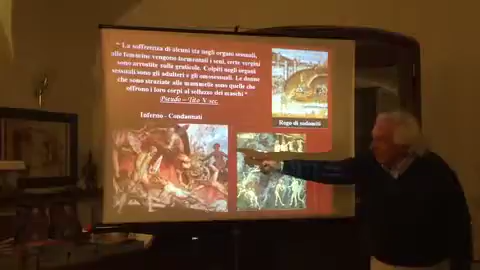 “ La sofferenza di alcuni sta negli organi sessuali,
alle femmine vengono tormentati i seni, certe vergini
sono arrostite sulla graticola. Colpiti negli organi
sessuali sono gli adulteri e gli omosessuali. Le donne
che sono straziate alle mammelle sono quelle che
offrono i loro corpi al sollazzo dei maschi “
Pseudo – Tito V sec.
Rogo di sodomiti
Inferno - Condannati